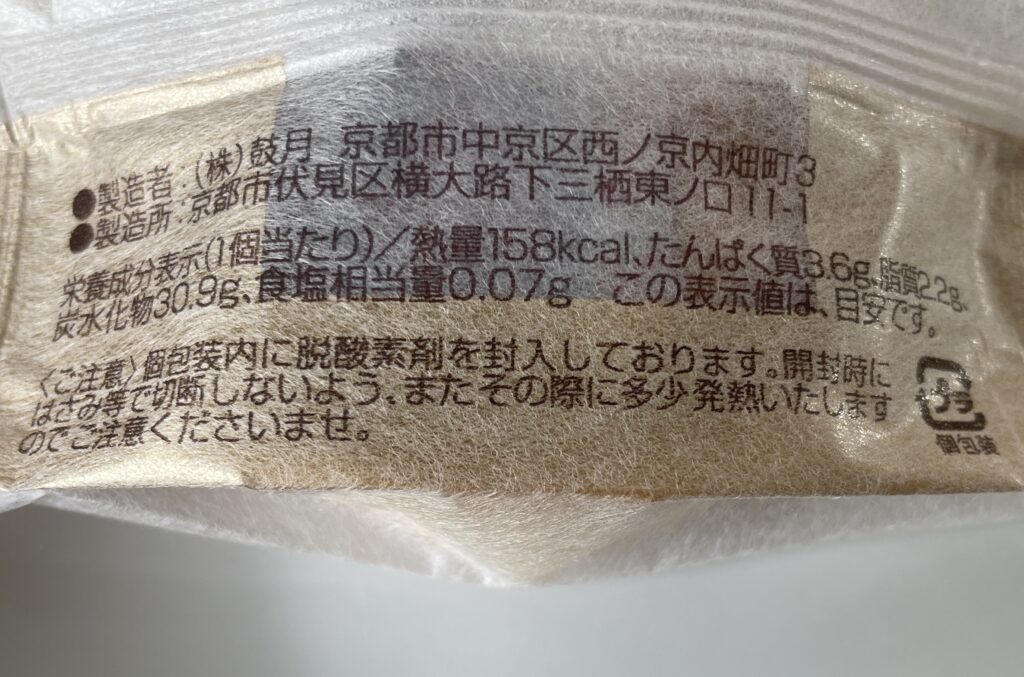 ●製造者:(株)鼓月 京都市中京区西ノ京内畑町3
●製造所:京都市伏見区横大路下三栖東ノ口11-1
栄養成分表示(1個当たり)/熱量158kcal、たんぱく質3.6g、脂質2.2g、
炭水化物30.9g、食塩相当量0.07g この表示値は、目安です。
〈ご注意〉個包装内に脱酸素剤を封入しております。開封時に
はさみ等で切断しないよう、またその際に多少発熱いたします
のでご注意くださいませ。
プラ
個包装